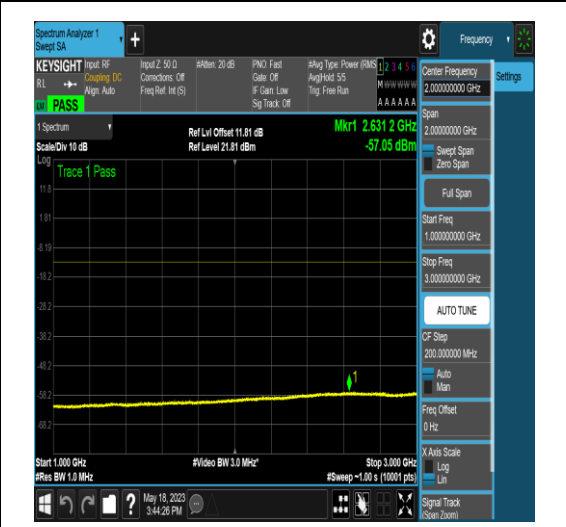 Spectrum Analyzer 1
Swept SA
Frequency
KEYSIGHT
Input: RF
Coupling: DC
Align: Auto
Input Z: 50 Ω
Corrections: Off
Freq Ref: Int (S)
#Atten: 20 dB
PNO: Fast
Gate: Off
IF Gain: Low
Sig Track: Off
#Avg Type: Power (RMS
Avg|Hold: 5/5
Trig: Free Run
1 2 3 4 5 6
M W W W W W
A A A A A A
RL
PASS
1 Spectrum
Scale/Div 10 dB
Ref Lvl Offset 11.81 dB
Ref Level 21.81 dBm
Mkr1 2.631 2 GHz
-57.05 dBm
Log
Trace 1 Pass
11.8
1.81
-8.19
-18.2
-28.2
-38.2
-48.2
-58.2
-68.2
1
Start 1.000 GHz
#Res BW 1.0 MHz
#Video BW 3.0 MHz*
Stop 3.000 GHz
#Sweep ~1.00 s (10001 pts)
May 18, 2023
3:44:26 PM
Center Frequency
2.000000000 GHz
Settings
Span
2.00000000 GHz
Swept Span
Zero Span
Full Span
Start Freq
1.000000000 GHz
Stop Freq
3.000000000 GHz
AUTO TUNE
CF Step
200.000000 MHz
Auto
Man
Freq Offset
0 Hz
X Axis Scale
Log
Lin
Signal Track
(Span Zoom)